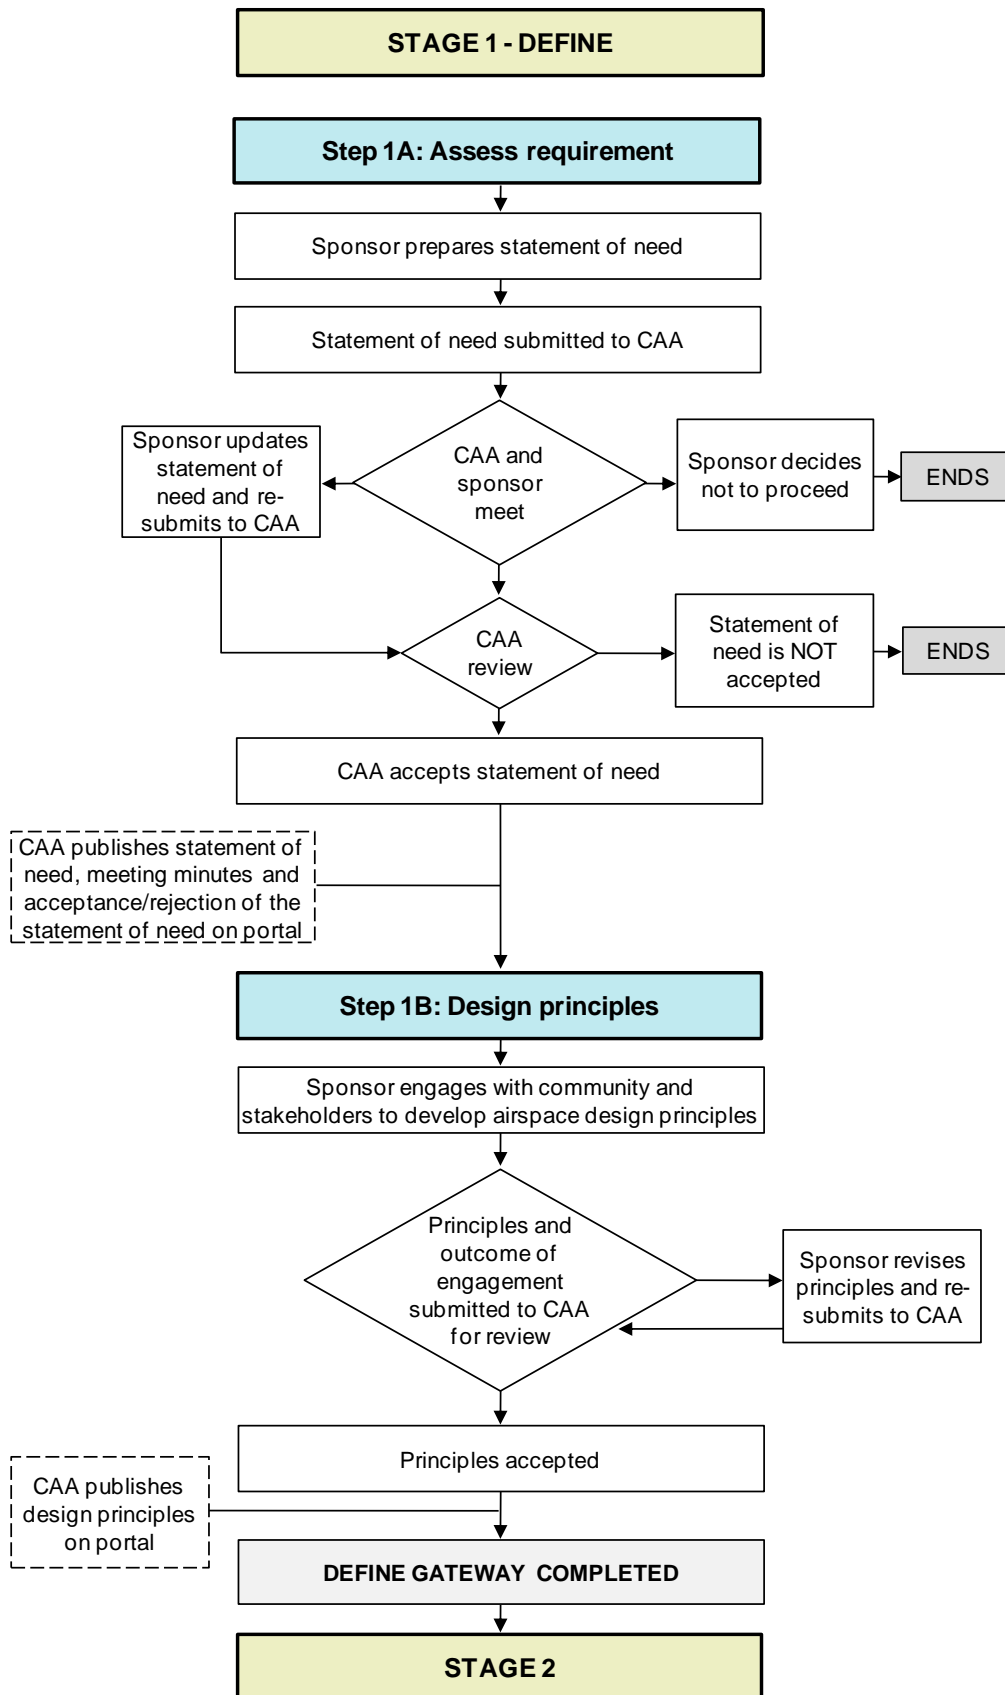 STAGE 1 - DEFINE
Step 1A: Assess requirement
Sponsor prepares statement of need
Statement of need submitted to CAA
Sponsor updates
statement of
need and re-
submits to CAA
CAA and
sponsor
meet
Sponsor decides
not to proceed
ENDS
CAA
review
Statement of
need is NOT
accepted
ENDS
CAA accepts statement of need
CAA publishes statement of
need, meeting minutes and
acceptance/rejection of the
statement of need on portal
Step 1B: Design principles
Sponsor engages with community and
stakeholders to develop airspace design principles
Principles and
outcome of
engagement
submitted to CAA
for review
Sponsor revises
principles and re-
submits to CAA
Principles accepted
CAA publishes
design principles
on portal
DEFINE GATEWAY COMPLETED
STAGE 2